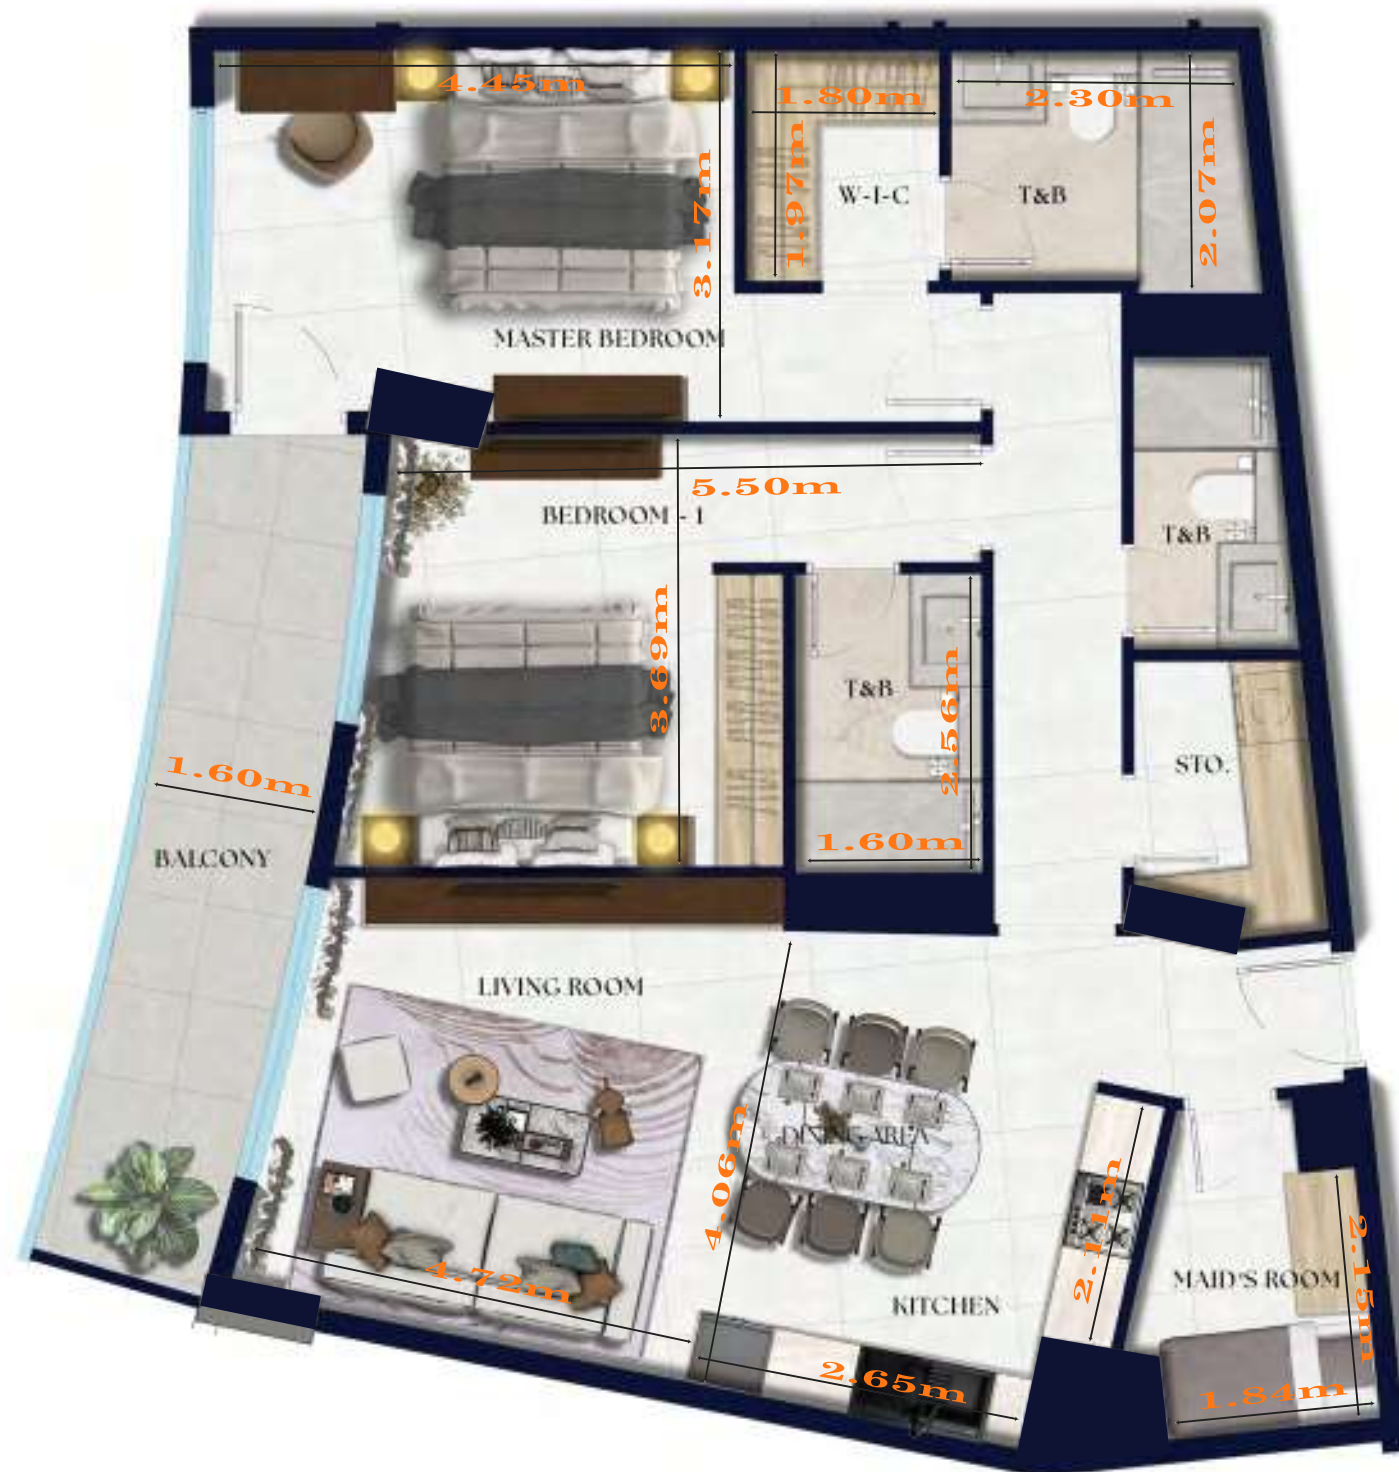 4.45m
1.80m
2.30m
1.97m
2.07m
3.17m
W-I-C
T&B
MASTER BEDROOM
5.50m
BEDROOM - 1
T&B
3.69m
T&B
2.56m
STO.
1.60m
1.60m
BALCONY
LIVING ROOM
DINING AREA
4.06m
2.11m
4.72m
KITCHEN
MAID'S ROOM
2.15m
2.65m
1.84m